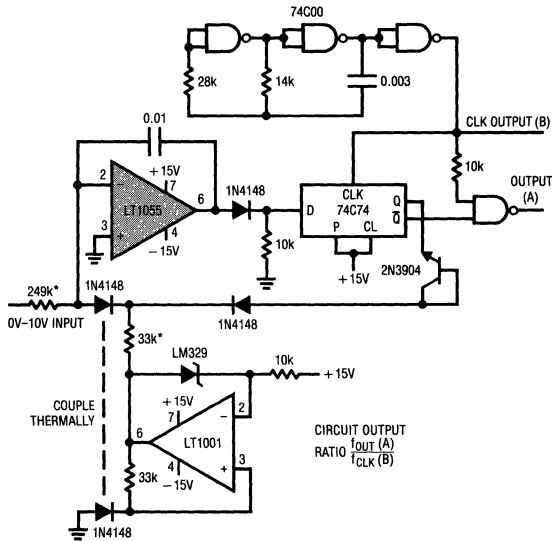 74C00
28k
14k
0.003
CLK OUTPUT (B)
0.01
10k
OUTPUT
(A)
2
−
+15V
7
LT1055
6
3
+
4
−15V
1N4148
10k
D
CLK
74C74
Q
Q̅
P
CL
+15V
2N3904
249k*
0V–10V INPUT
1N4148
1N4148
33k*
LM329
10k
+15V
COUPLE
THERMALLY
6
+15V
7
2
−
LT1001
3
+
4
−15V
33k
1N4148
CIRCUIT OUTPUT
RATIO fOUT (A)
fCLK (B)